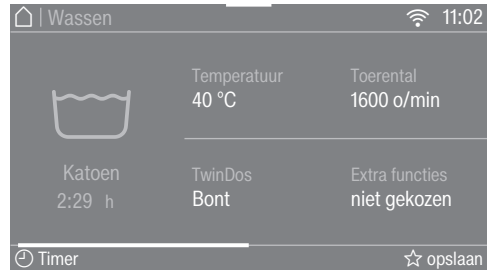 | Wassen 11:02
Temperatuur Toerental
40 °C 1600 o/min
Katoen TwinDos Extra functies
2:29 h Bont niet gekozen
Timer opslaan